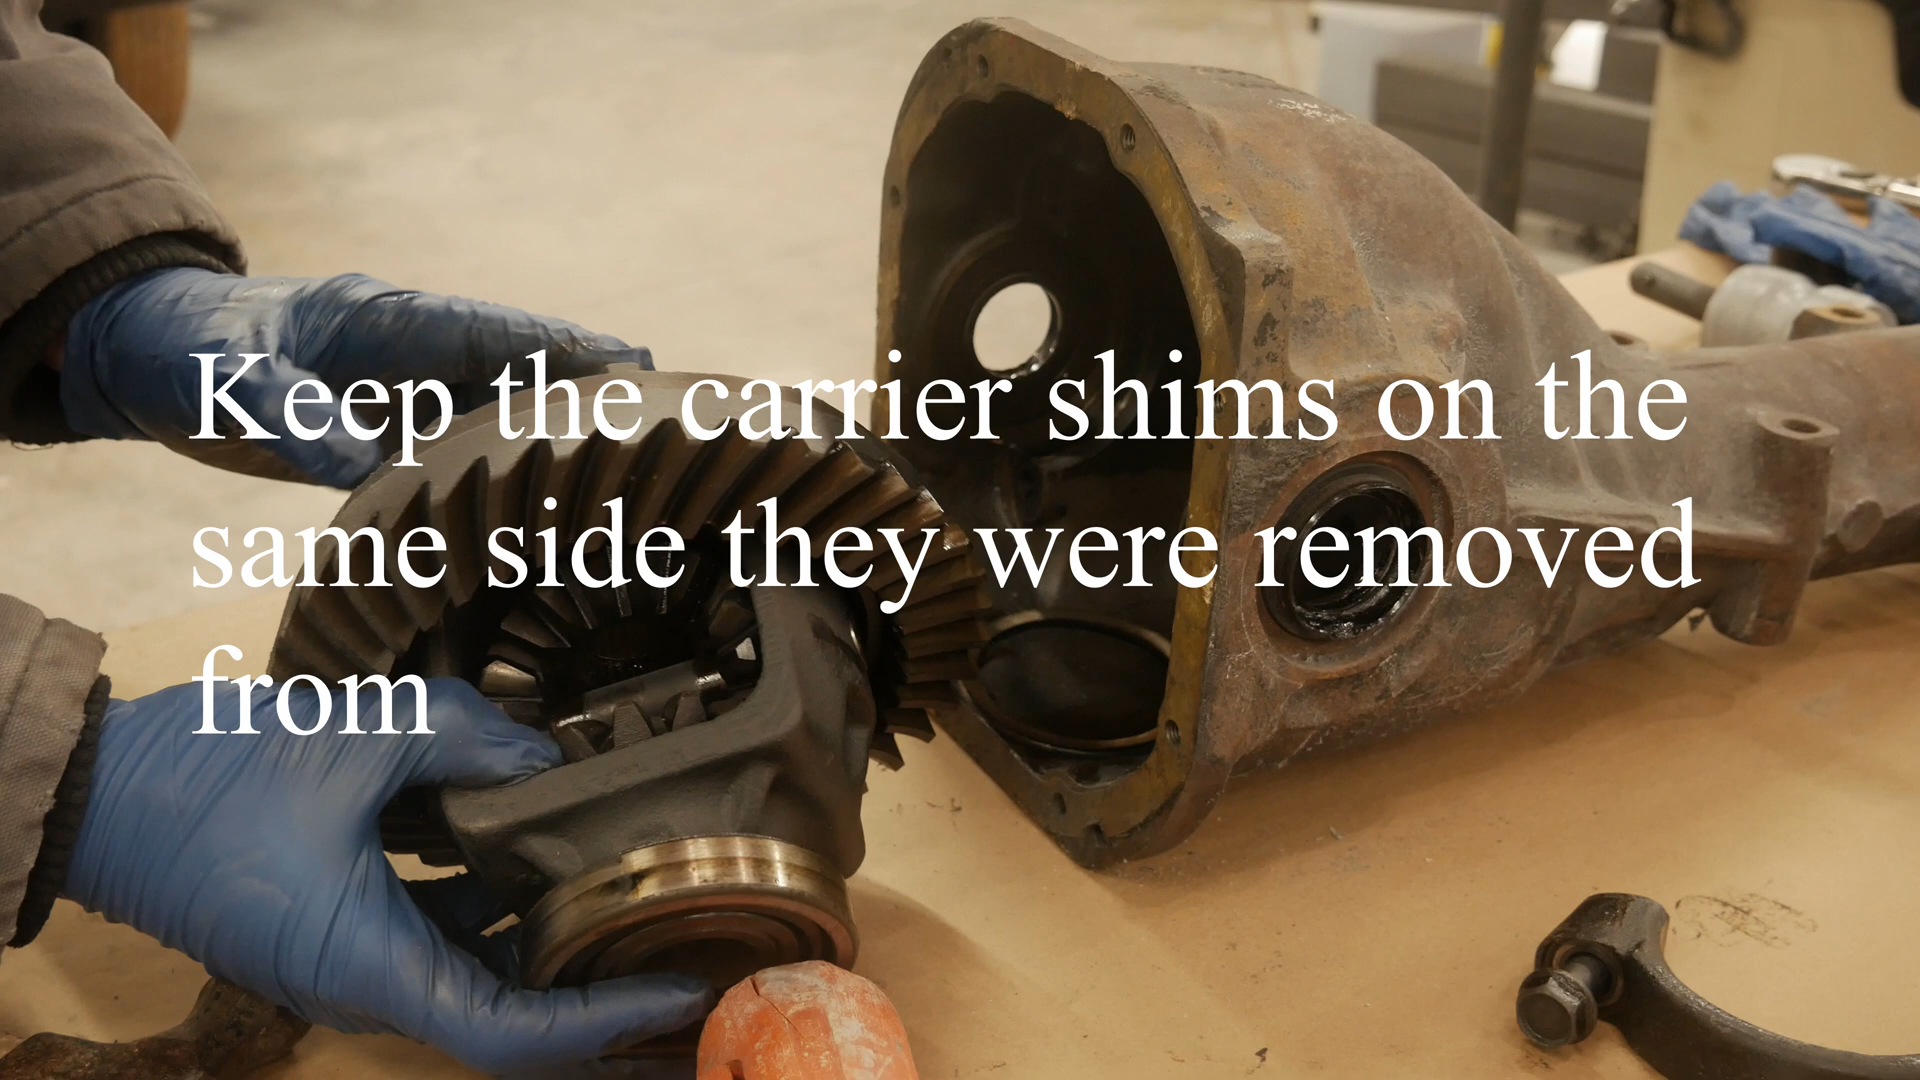 Keep the carrier shims on the
same side they were removed
from